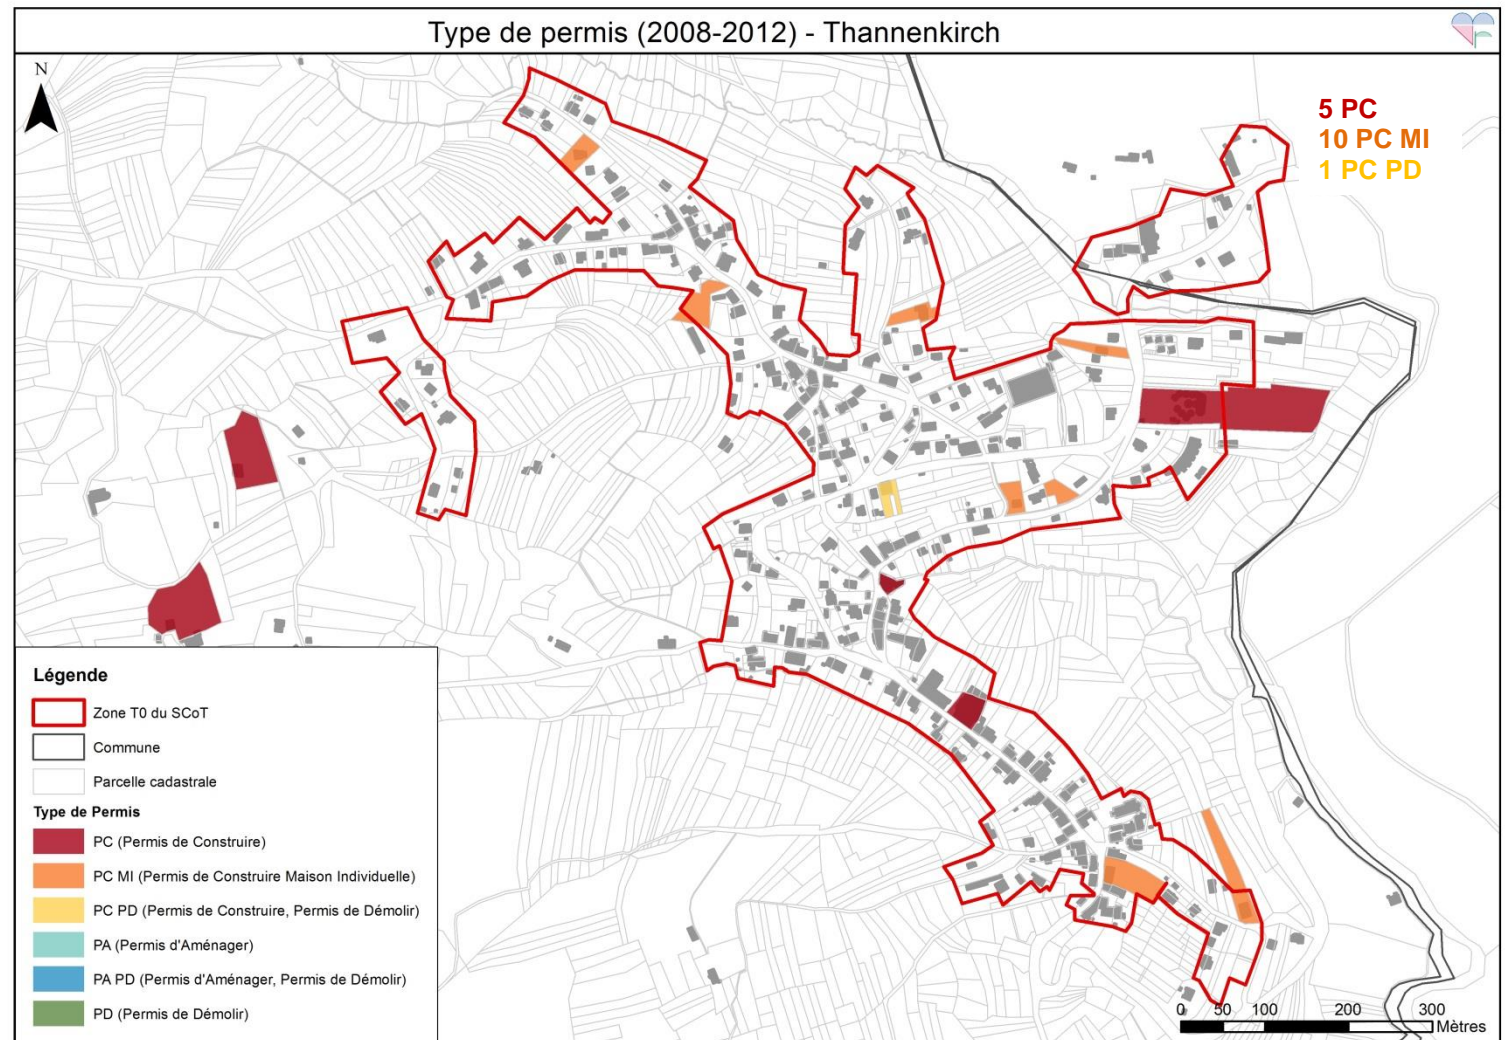 Type de permis (2008-2012) - Thannenkirch
N
5 PC
10 PC MI
1 PC PD
Légende
Zone T0 du SCoT
Commune
Parcelle cadastrale
Type de Permis
PC (Permis de Construire)
PC MI (Permis de Construire Maison Individuelle)
PC PD (Permis de Construire, Permis de Démolir)
PA (Permis d'Aménager)
PA PD (Permis d'Aménager, Permis de Démolir)
PD (Permis de Démolir)
0 50 100 200 300
Mètres